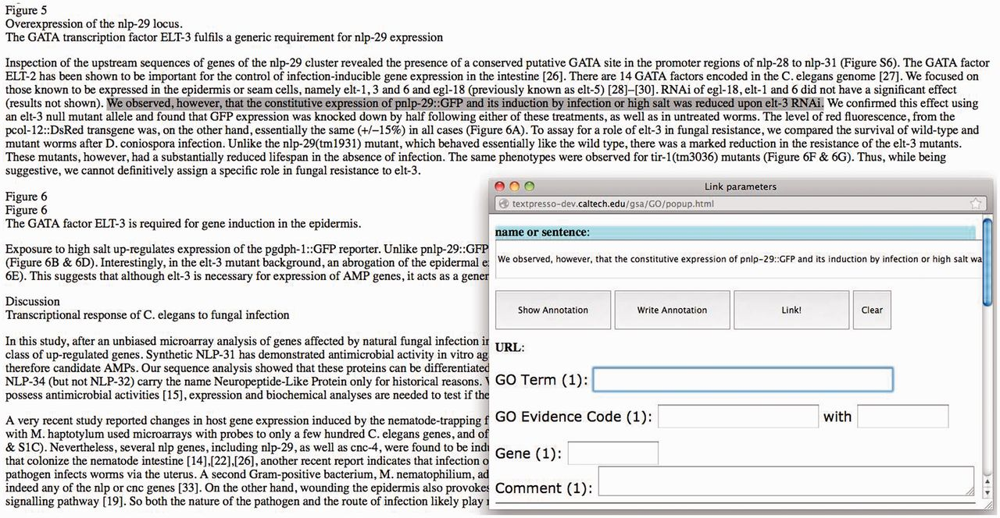 Figure 5
Overexpression of the nlp-29 locus.
The GATA transcription factor ELT-3 fulfils a generic requirement for nlp-29 expression
Inspection of the upstream sequences of genes of the nlp-29 cluster revealed the presence of a conserved putative GATA site in the promoter regions of nlp-28 to nlp-31 (Figure S6). The GATA factor
ELT-2 has been shown to be important for the control of infection-inducible gene expression in the intestine [26]. There are 14 GATA factors encoded in the C. elegans genome [27]. We focused on
those known to be expressed in the epidermis or seam cells, namely elt-1, 3 and 6 and egl-18 (previously known as elt-5) [28]–[30]. RNAi of egl-18, elt-1 and 6 did not have a significant effect
(results not shown). We observed, however, that the constitutive expression of pnlp-29::GFP and its induction by infection or high salt was reduced upon elt-3 RNAi. We confirmed this effect using
an elt-3 null mutant allele and found that GFP expression was knocked down by half following either of these treatments, as well as in untreated worms. The level of red fluorescence, from the
pcol-12::DsRed transgene was, on the other hand, essentially the same (+/−15%) in all cases (Figure 6A). To assay for a role of elt-3 in fungal resistance, we compared the survival of wild-type and
mutant worms after D. coniospora infection. Unlike the nlp-29(tm1931) mutant, which behaved essentially like the wild type, there was a marked reduction in the resistance of the elt-3 mutants.
These mutants, however, had a substantially reduced lifespan in the absence of infection. The same phenotypes were observed for tir-1(tm3036) mutants (Figure 6F & 6G). Thus, while being
suggestive, we cannot definitively assign a specific role in fungal resistance to elt-3.
Figure 6
Figure 6
The GATA factor ELT-3 is required for gene induction in the epidermis.
Exposure to high salt up-regulates expression of the pgdph-1::GFP reporter. Unlike pnlp-29::GFP
(Figure 6B & 6D). Interestingly, in the elt-3 mutant background, an abrogation of the epidermal
6E). This suggests that although elt-3 is necessary for expression of AMP genes, it acts as a
Discussion
Transcriptional response of C. elegans to fungal infection
In this study, after an unbiased microarray analysis of genes affected by natural fungal infection
class of up-regulated genes. Synthetic NLP-31 has demonstrated antimicrobial activity in vitro
therefore candidate AMPs. Our sequence analysis showed that these proteins can be differentiated
NLP-34 (but not NLP-32) carry the name Neuropeptide-Like Protein only for historical reasons.
possess antimicrobial activities [15], expression and biochemical analyses are needed to test if the
A very recent study reported changes in host gene expression induced by the nematode-trapping
with M. haptotylum used microarrays with probes to only a few hundred C. elegans genes, and of
& S1C). Nevertheless, several nlp genes, including nlp-29, as well as cnc-4, were found to be
that colonize the nematode intestine [14],[22],[26], another recent report indicates that infection
pathogen infects worms via the uterus. A second Gram-positive bacterium, M. nematophilium,
indeed any of the nlp or cnc genes [33]. On the other hand, wounding the epidermis also provokes
signalling pathway [19]. So both the nature of the pathogen and the route of infection likely play
Link parameters
textpresso-dev.caltech.edu/gsa/GO/popup.html
name or sentence:
We observed, however, that the constitutive expression of pnlp-29::GFP and its induction by infection or high salt wa
Show Annotation Write Annotation Link! Clear
URL:
GO Term (1):
GO Evidence Code (1): with
Gene (1):
Comment (1):